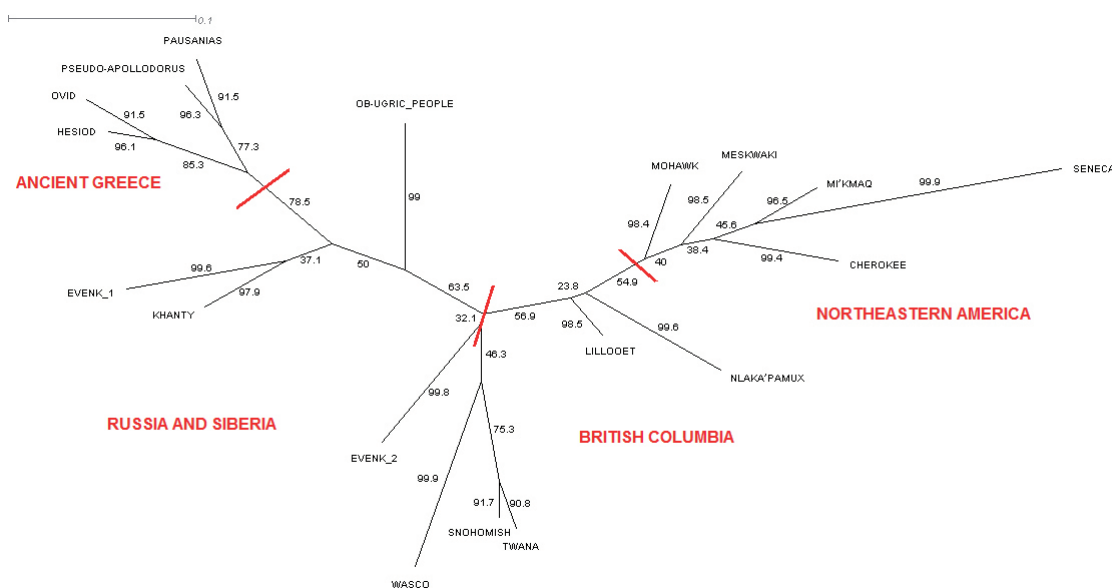 0.1
PAUSANIAS
PSEUDO-APOLLODORUS
OVID
HESIOD
91.5
96.3
91.5
96.1
77.3
85.3
ANCIENT GREECE
78.5
OB-UGRIC_PEOPLE
99
50
37.1
99.6
EVENK_1
97.9
KHANTY
63.5
32.1
56.9
23.8
54.9
40
MOHAWK
98.4
MESKWAKI
98.5
38.4
45.6
MI'KMAQ
96.5
SENECA
99.9
99.4
CHEROKEE
NORTHEASTERN AMERICA
98.5
LILLOOET
99.6
NLAKA'PAMUX
46.3
99.8
EVENK_2
RUSSIA AND SIBERIA
75.3
BRITISH COLUMBIA
99.9
91.7
90.8
SNOHOMISH
TWANA
WASCO